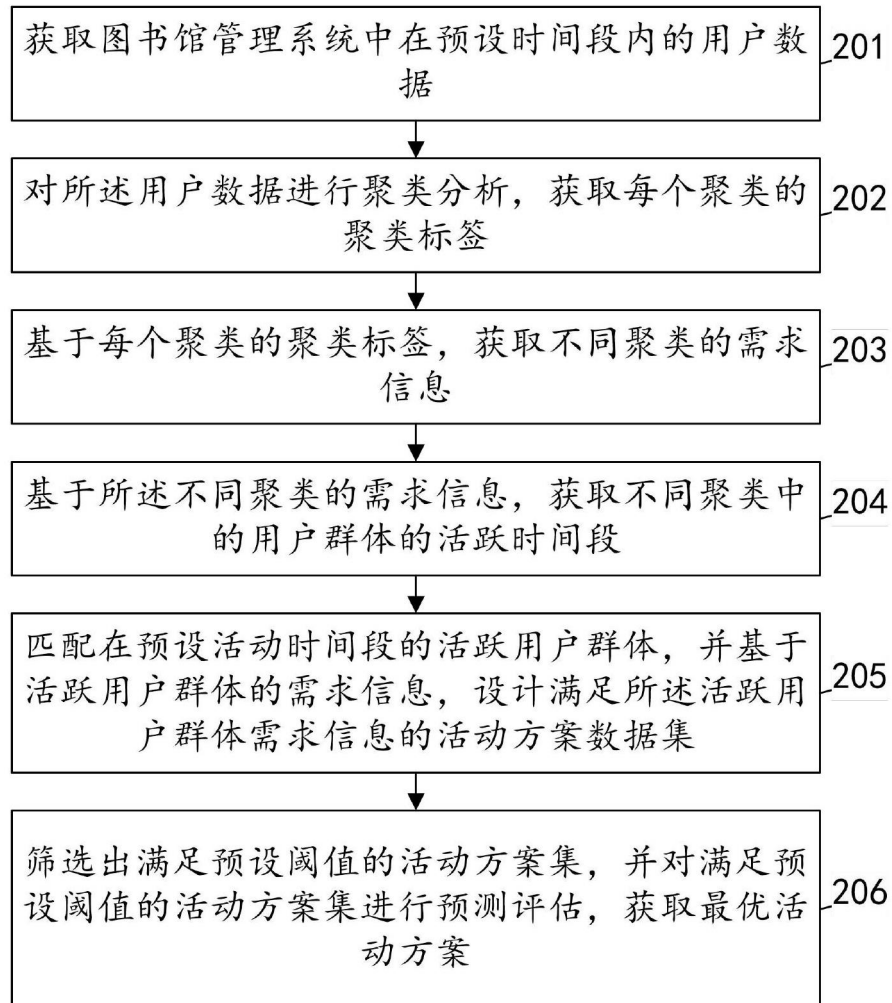 获取图书馆管理系统中在预设时间段内的用户数
据
201
对所述用户数据进行聚类分析，获取每个聚类的
聚类标签
202
基于每个聚类的聚类标签，获取不同聚类的需求
信息
203
基于所述不同聚类的需求信息，获取不同聚类中
的用户群体的活跃时间段
204
匹配在预设活动时间段的活跃用户群体，并基于
活跃用户群体的需求信息，设计满足所述活跃用
户群体需求信息的活动方案数据集
205
筛选出满足预设阈值的活动方案集，并对满足预
设阈值的活动方案集进行预测评估，获取最优活
动方案
206